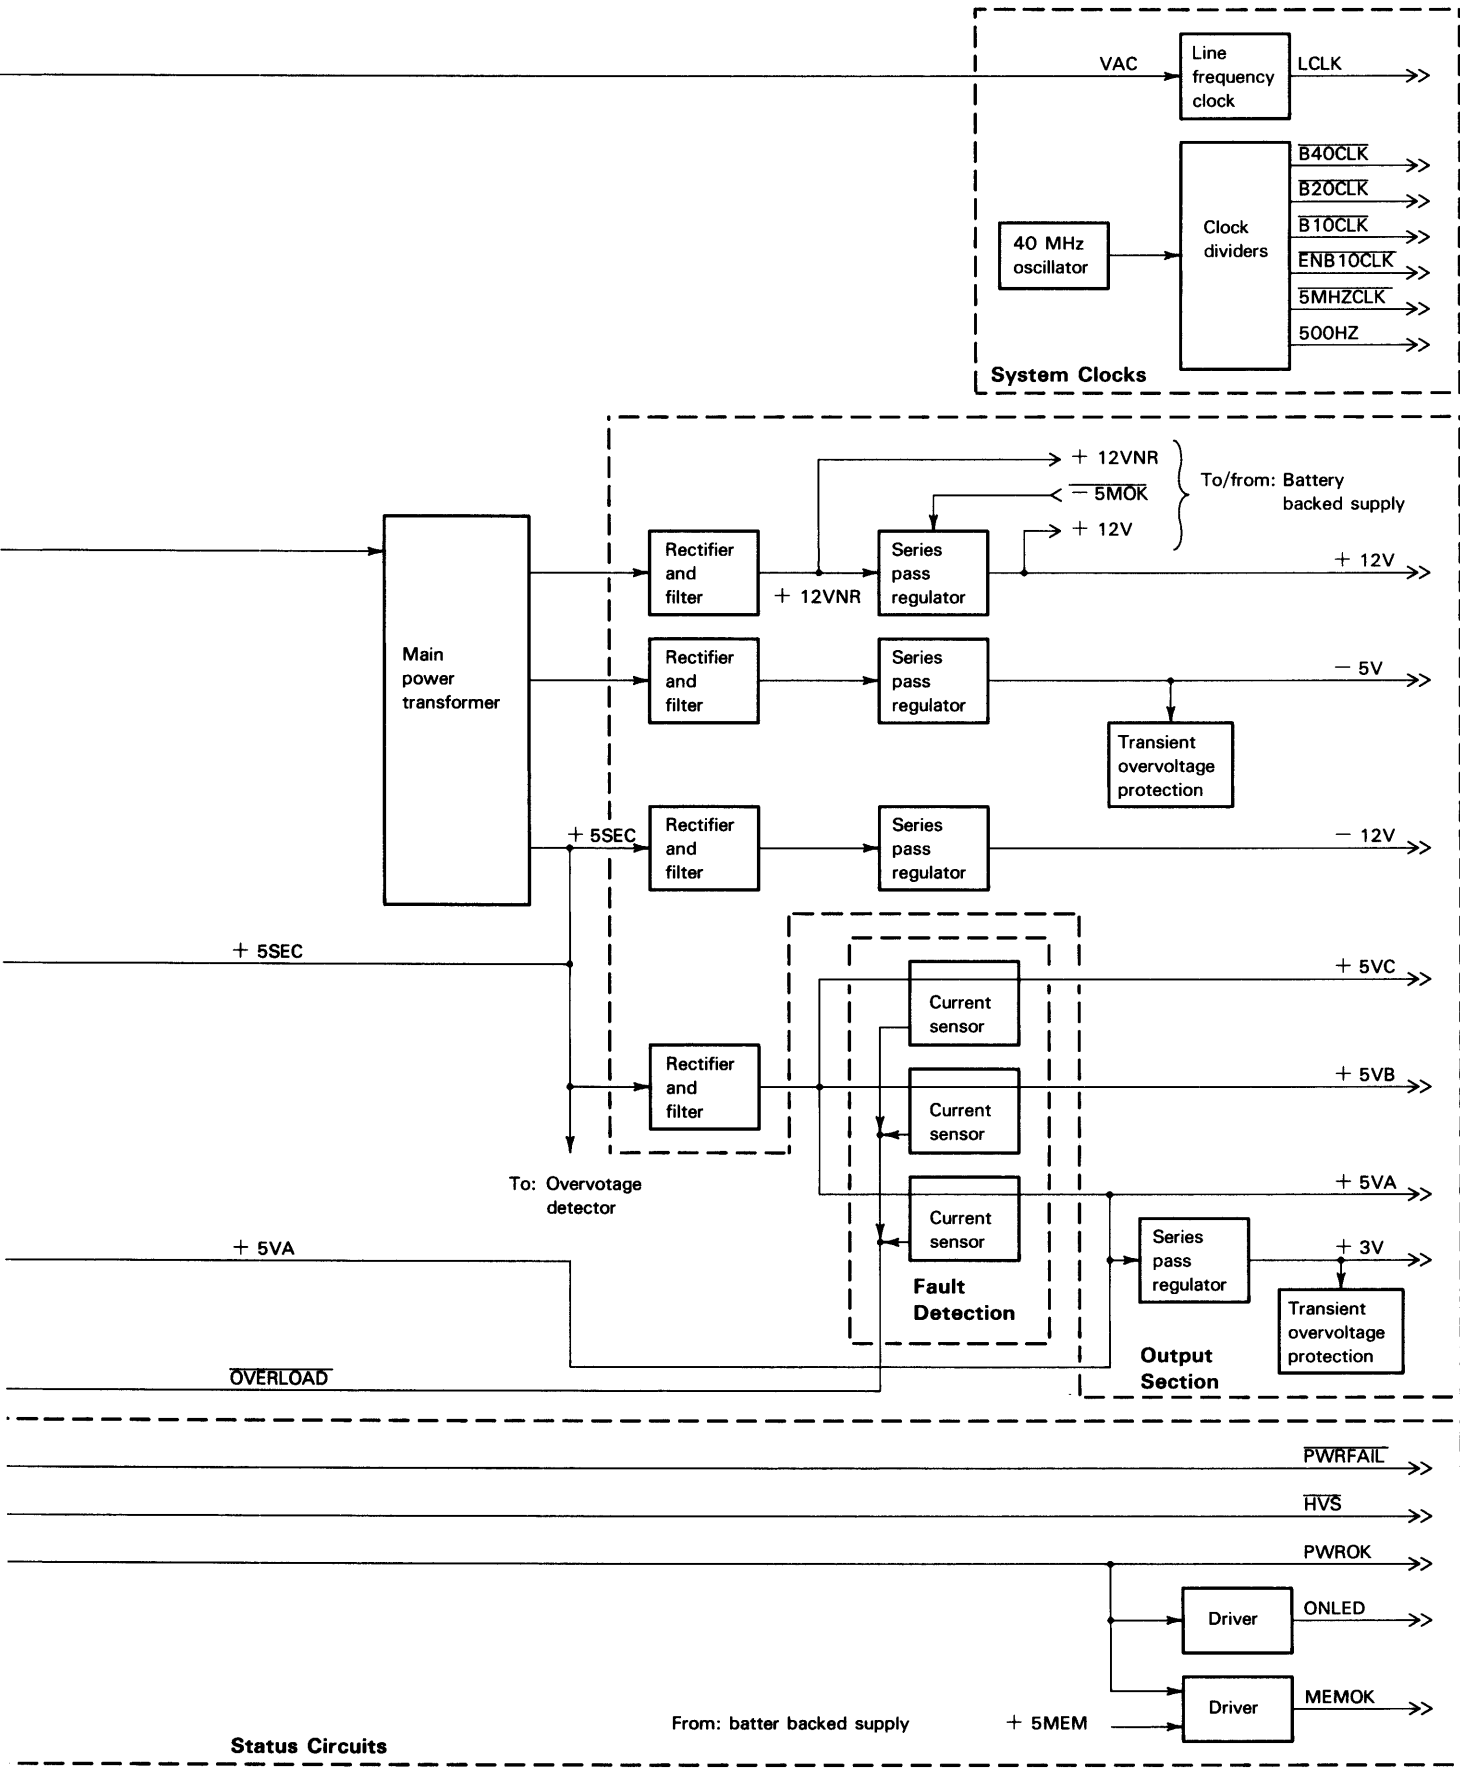 VAC
Line
frequency
clock
LCLK
B40CLK
B20CLK
B10CLK
ENB10CLK
5MHZCLK
500HZ
Clock
dividers
40 MHz
oscillator
System Clocks
+ 12VNR
− 5MOK
+ 12V
To/from: Battery
backed supply
Main
power
transformer
Rectifier
and
filter
+ 12VNR
Series
pass
regulator
+ 12V
Rectifier
and
filter
Series
pass
regulator
− 5V
Transient
overvoltage
protection
+ 5SEC
Rectifier
and
filter
Series
pass
regulator
− 12V
+ 5SEC
Current
sensor
+ 5VC
Rectifier
and
filter
Current
sensor
+ 5VB
To: Overvotage
detector
Current
sensor
+ 5VA
+ 5VA
Fault
Detection
Series
pass
regulator
+ 3V
Transient
overvoltage
protection
Output
Section
OVERLOAD
PWRFAIL
HVS
PWROK
Driver
ONLED
Driver
MEMOK
From: batter backed supply
+ 5MEM
Status Circuits